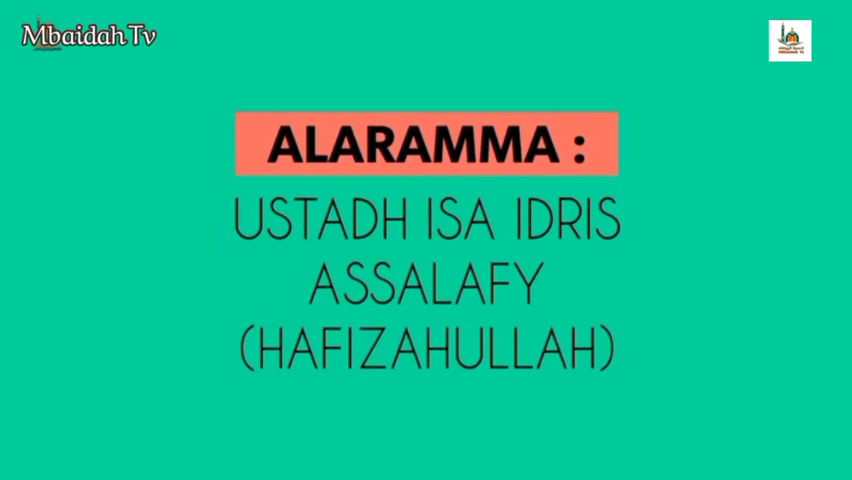 Mbaidah Tv
ALARAMMA :
USTADH ISA IDRIS
ASSALAFY
(HAFIZAHULLAH)